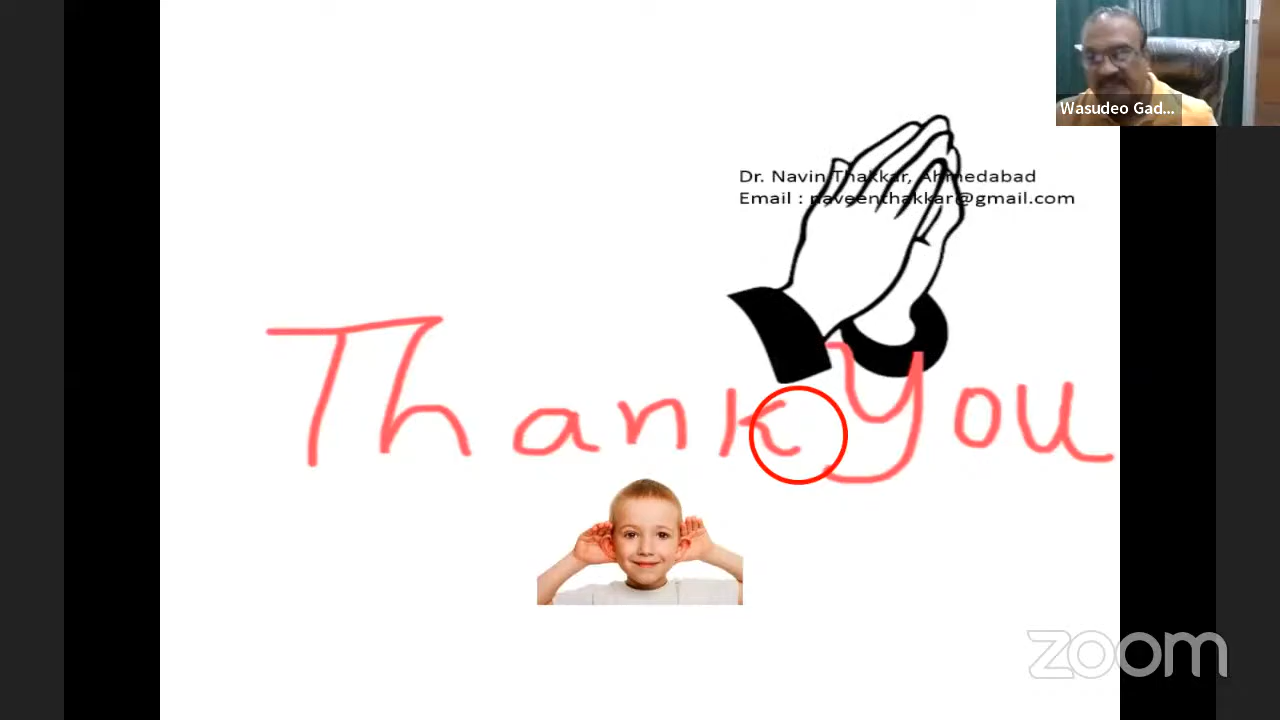 Wasudeo Gad...
Dr. Navin Thakkar, Ahmedabad
Email : naveenthakkar@gmail.com
Thank You
zoom